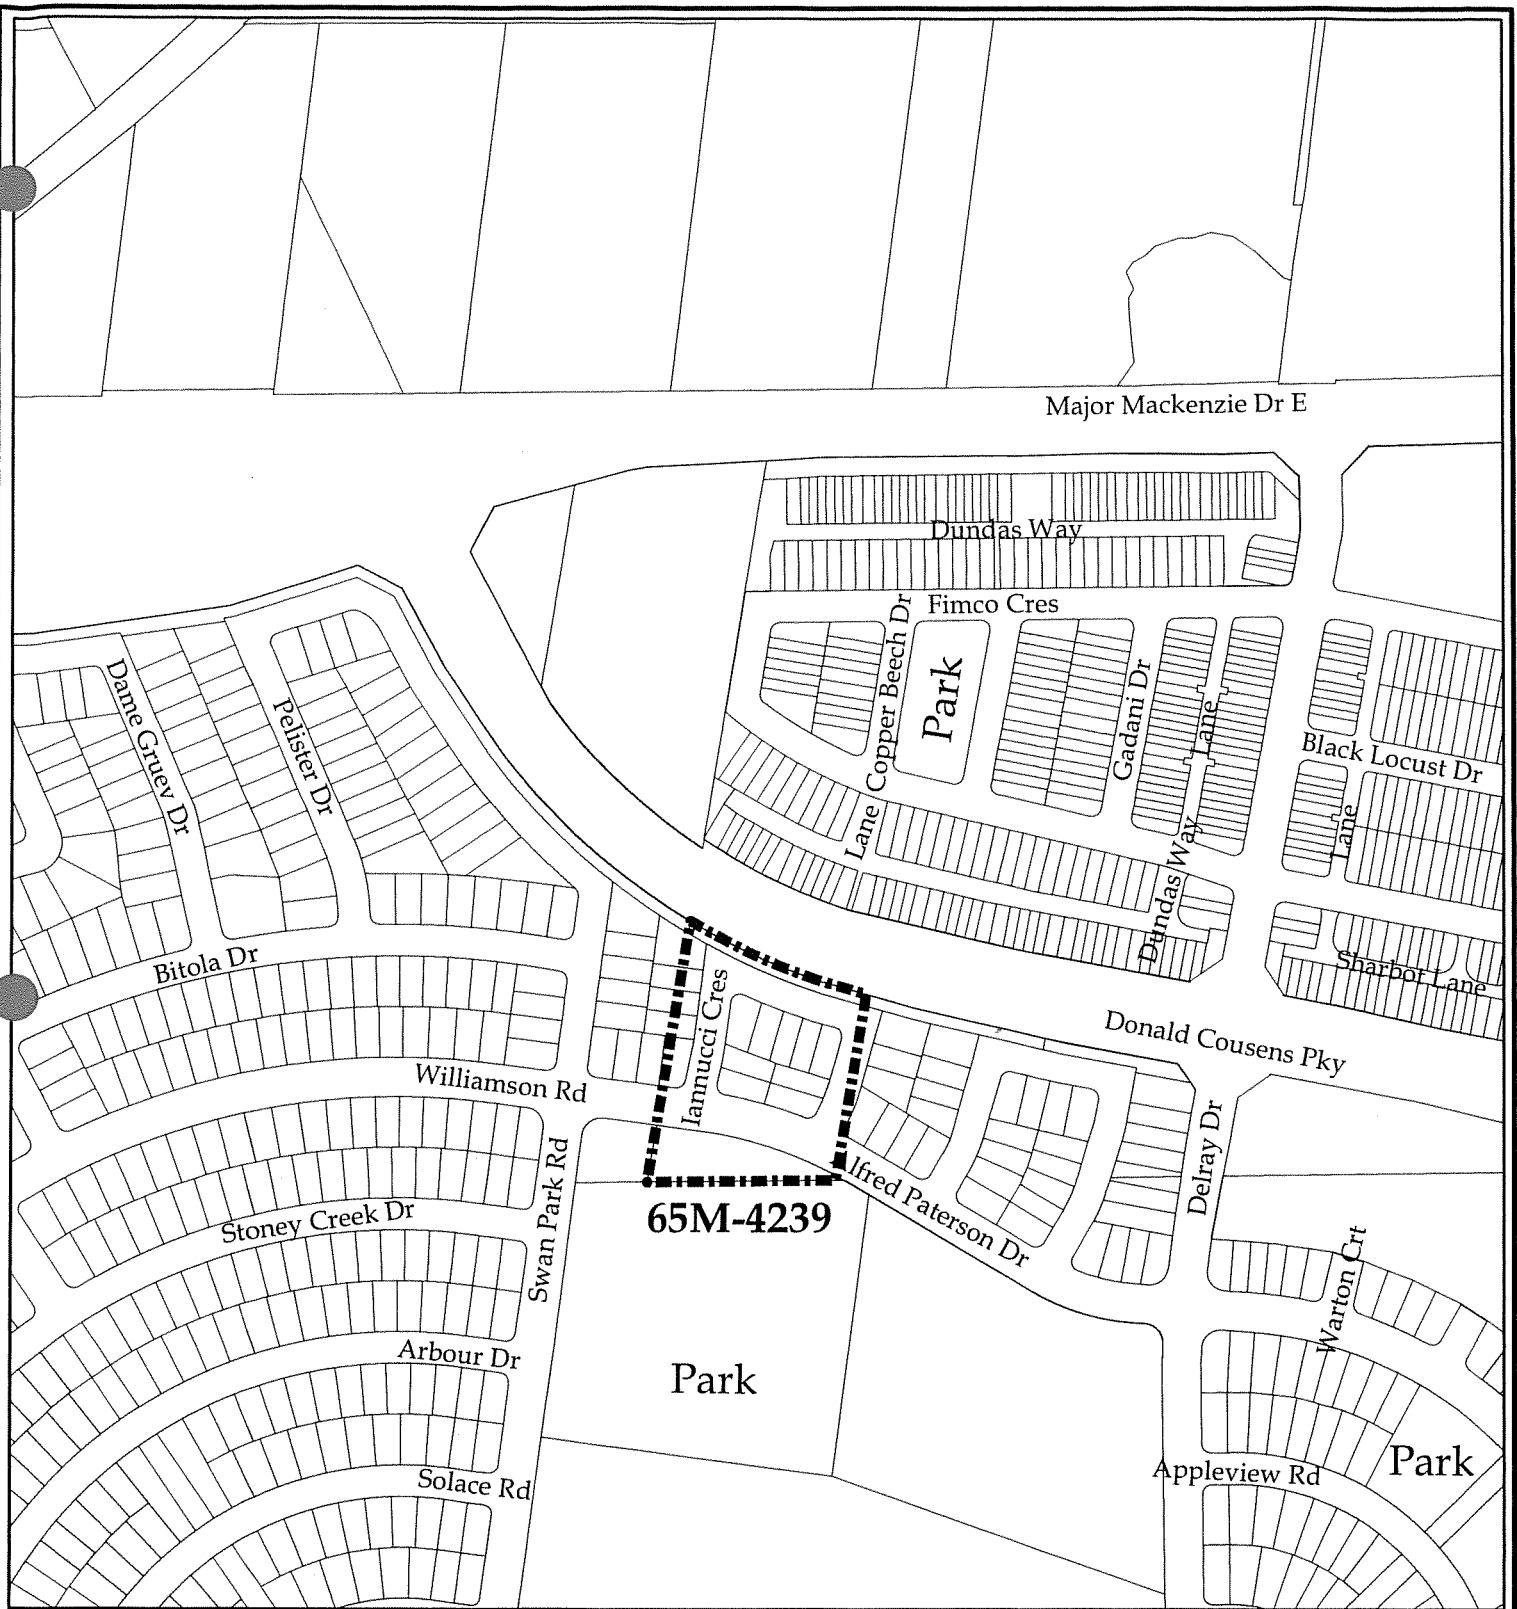 Major Mackenzie Dr E
Dundas Way
Fimco Cres
Copper Beech Dr
Park
Gadani Dr
Lane
Dame Gruev Dr
Pelister Dr
Black Locust Dr
Lane
Lane
Dundas Way
Bitola Dr
Sharbot Lane
Iannucci Cres
Donald Cousens Pky
Williamson Rd
Delray Dr
Swan Park Rd
lfred Paterson Dr
65M-4239
Stoney Creek Dr
Warton Crt
Arbour Dr
Park
Park
Appleview Rd
Solace Rd